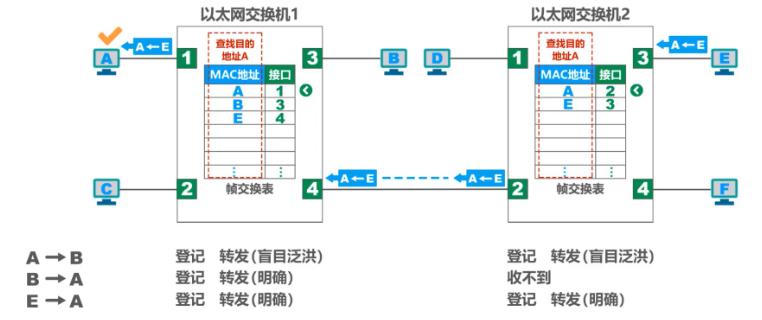 以太网交换机1
以太网交换机2
A
A←E
1
查找目的
地址A
MAC地址 接口
A 1
B 3
E 4
⋮ ⋮
帧交换表
3
B
D
1
查找目的
地址A
MAC地址 接口
A 2
E 3
⋮ ⋮
帧交换表
3
A←E
E
C
2
4
A←E
A←E
2
4
F
A→B 登记 转发(盲目泛洪) 登记 转发(盲目泛洪)
B→A 登记 转发(明确) 收不到
E→A 登记 转发(明确) 登记 转发(明确)